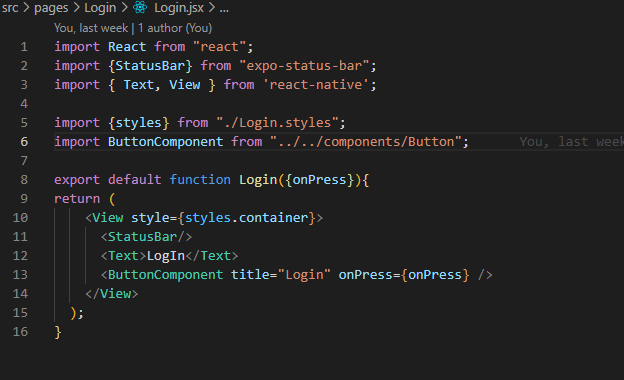 src > pages > Login > Login.jsx > ...
You, last week | 1 author (You)
1 import React from "react";
2 import {StatusBar} from "expo-status-bar";
3 import { Text, View } from 'react-native';
4
5 import {styles} from "./Login.styles";
6 import ButtonComponent from "../../components/Button"; You, last week
7
8 export default function Login({onPress}){
9 return (
10 <View style={styles.container}>
11 <StatusBar/>
12 <Text>LogIn</Text>
13 <ButtonComponent title="Login" onPress={onPress} />
14 </View>
15 );
16 }